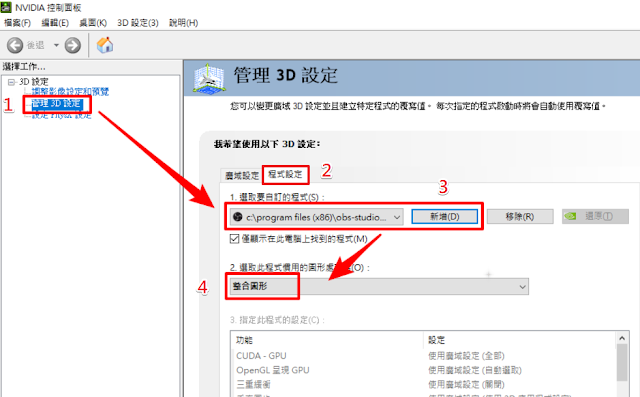 NVIDIA 控制面板
檔案(F) 編輯(E) 桌面(K) 3D 設定(3) 說明(H)
後退
選擇工作...
3D 設定
調整影像設定和預覽
1
管理 3D 設定
設定 PhysX 設定
管理 3D 設定
您可以變更廣域 3D 設定並且建立特定程式的覆寫值。 每次指定的程式啟動時將會自動使用覆寫值。
我希望使用以下 3D 設定:
廣域設定 程式設定 2
1. 選取要自訂的程式(S):
3
c:\program files (x86)\obs-studio... 新增(D) 移除(R) 還原(T)
僅顯示在此電腦上找到的程式(M)
2. 選取此程式慣用的圖形處(O):
4 整合圖形
3. 指定此程式的設定(C):
功能 設定
CUDA - GPU 使用廣域設定 (全部)
OpenGL 呈現 GPU 使用廣域設定 (自動選取)
三重緩衝 使用廣域設定 (關閉)